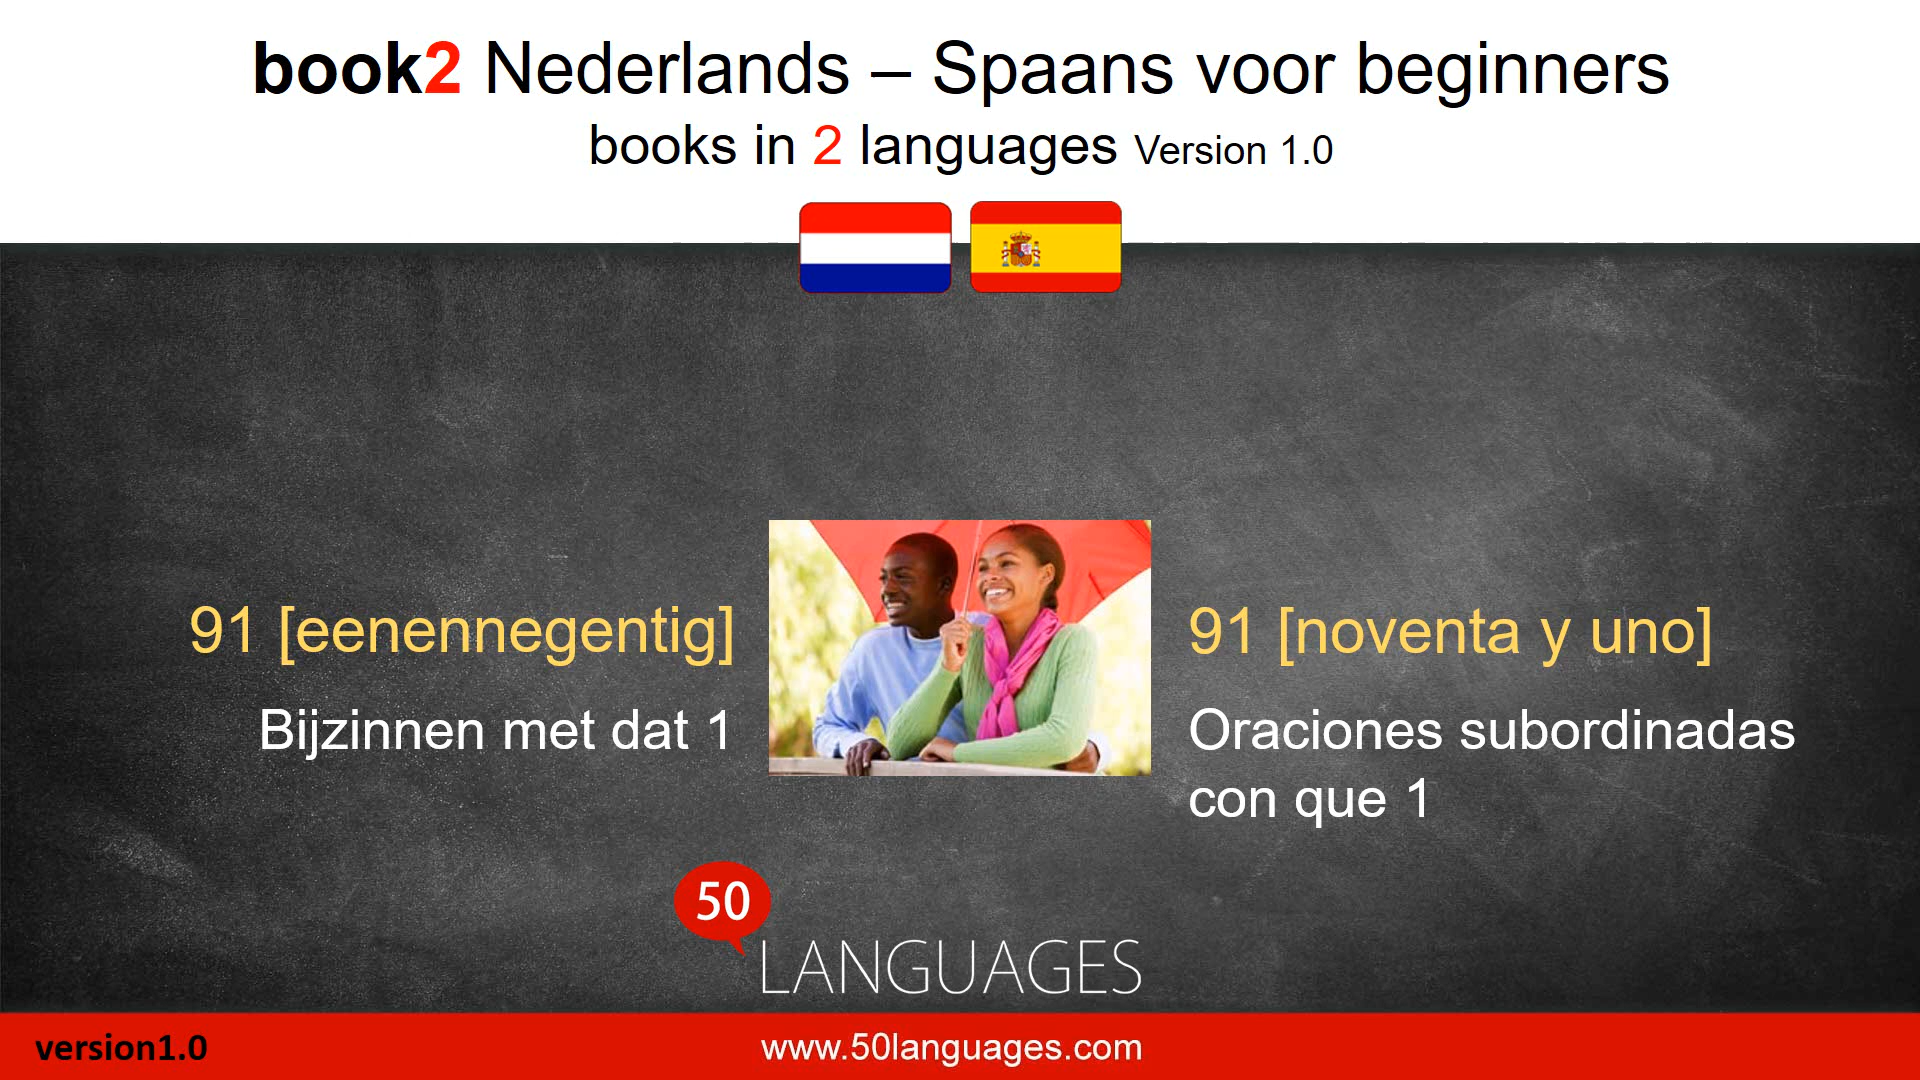 book2 Nederlands – Spaans voor beginners
books in 2 languages Version 1.0
91 [eenennegentig]
Bijzinnen met dat 1
91 [noventa y uno]
Oraciones subordinadas
con que 1
50
LANGUAGES
version1.0
www.50languages.com